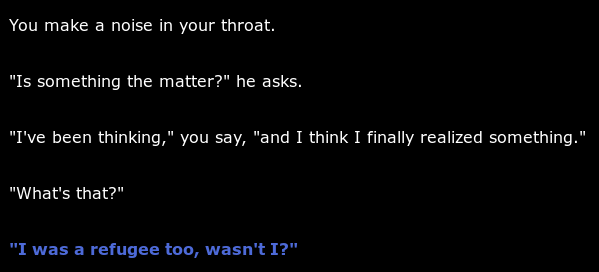 You make a noise in your throat.
"Is something the matter?" he asks.
"I've been thinking," you say, "and I think I finally realized something."
"What's that?"
"I was a refugee too, wasn't I?"